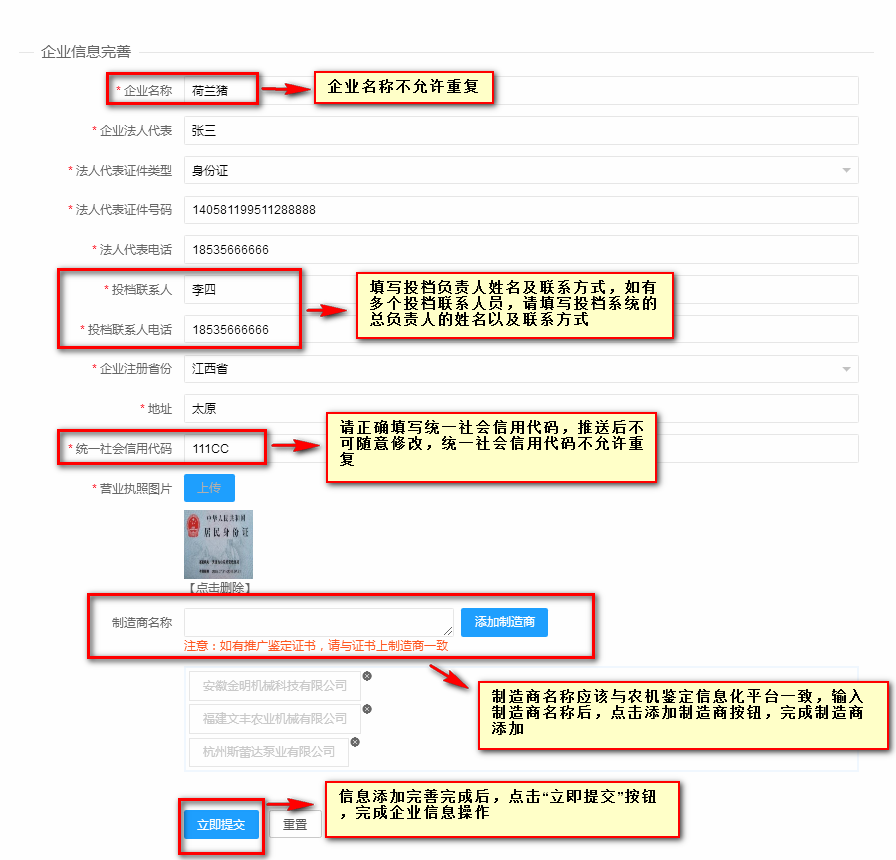 企业信息完善
* 企业名称 荷兰猪
企业名称不允许重复
* 企业法人代表 张三
* 法人代表证件类型 身份证
* 法人代表证件号码 140581199511288888
* 法人代表电话 18535666666
* 投档联系人 李四
* 投档联系人电话 18535666666
填写投档负责人姓名及联系方式，如有
多个投档联系人员，请填写投档系统的
总负责人的姓名以及联系方式
* 企业注册省份 江西省
* 地址 太原
* 统一社会信用代码 111CC
请正确填写统一社会信用代码，推送后不
可随意修改，统一社会信用代码不允许重
复
* 营业执照图片 上传
中华人民共和国
居民身份证
【点击删除】
制造商名称 添加制造商
注意：如有推广鉴定证书，请与证书上制造商一致
安徽金明机械科技有限公司
福建文丰农业机械有限公司
杭州斯蕾达泵业有限公司
制造商名称应该与农机鉴定信息化平台一致，输入
制造商名称后，点击添加制造商按钮，完成制造商
添加
立即提交 重置
信息添加完善完成后，点击“立即提交”按钮
，完成企业信息操作